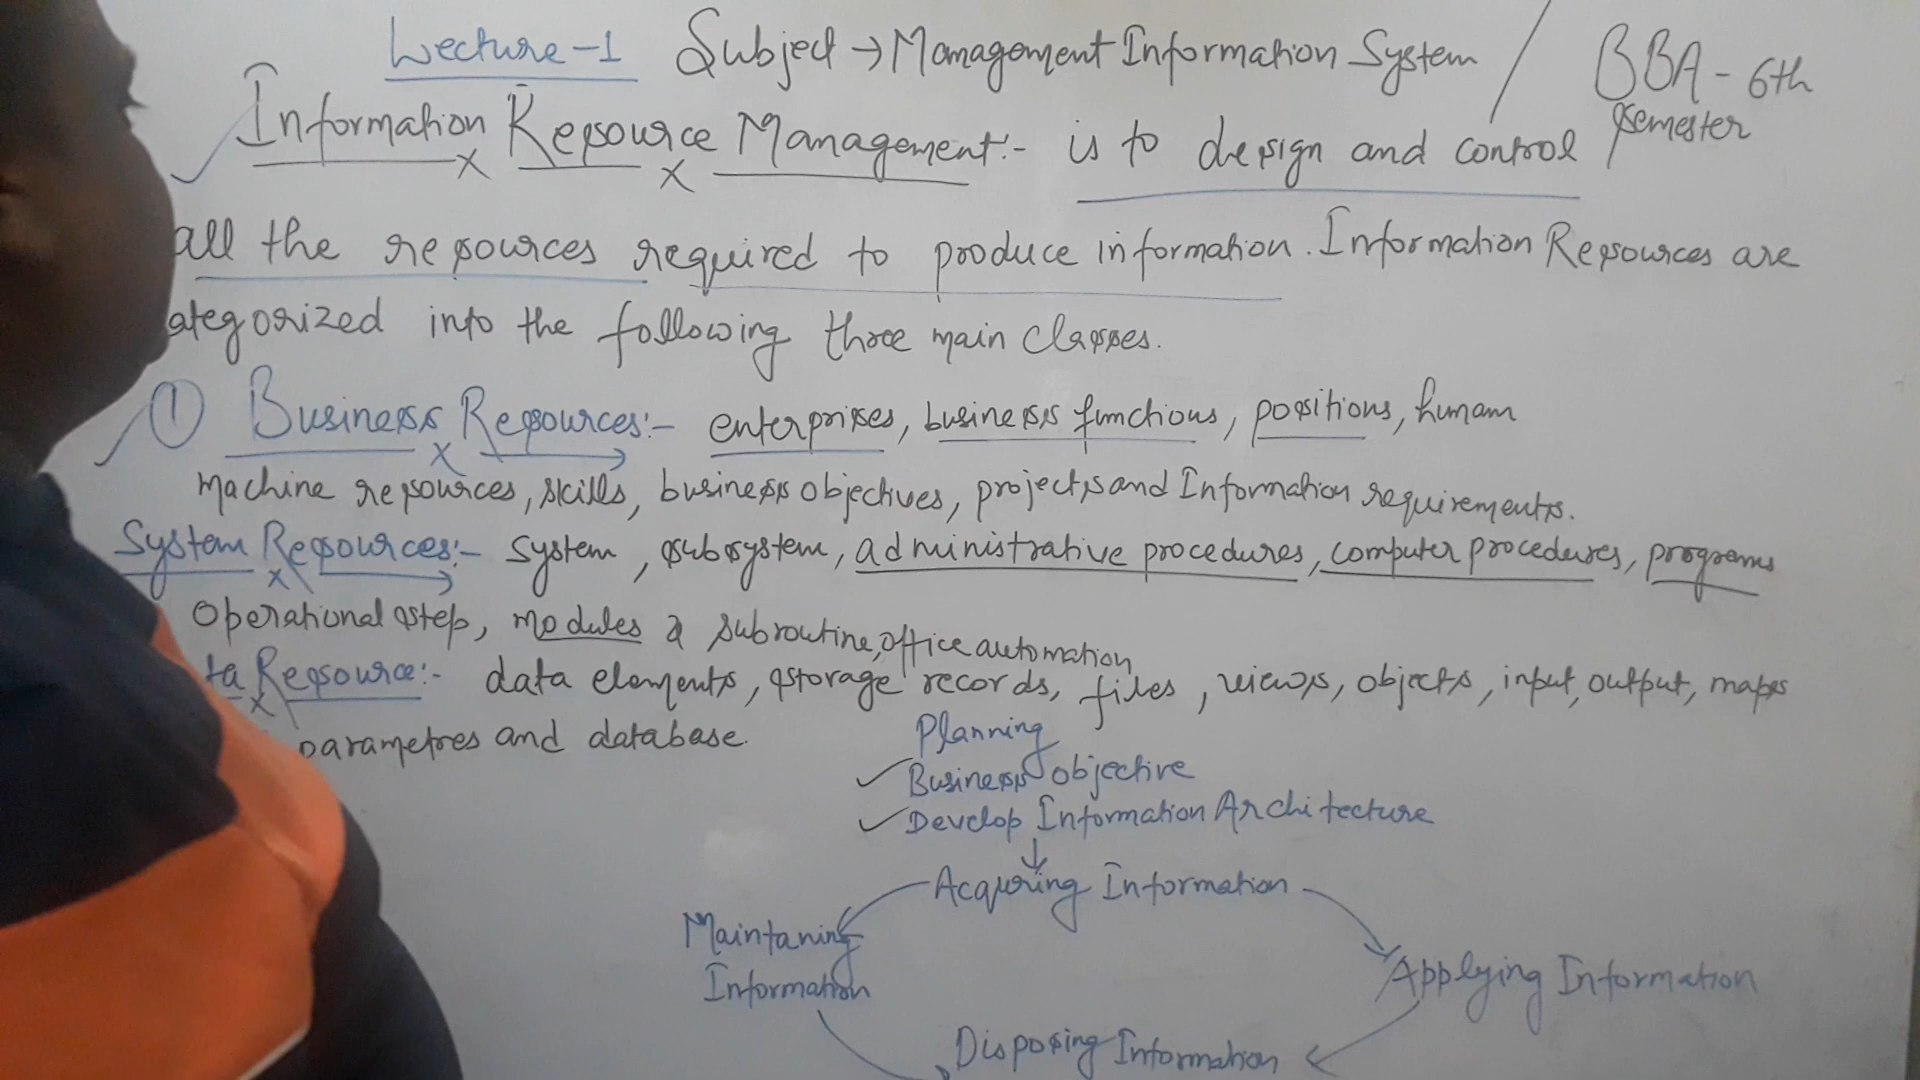 Lecture-1 Subject → Management Information System / BBA - 6th semester
Information Resource Management:- is to design and control
all the resources required to produce information. Information Resources are
ategorized into the following three main classes.
① Business Resources:- enterprises, business functions, positions, human
machine resources, skills, business objectives, projects and Information requirements.
System Resources:- system, subsystem, administrative procedures, computer procedures, programs
Operational step, modules & subroutine, office automation
ta Resource:- data elements, storage records, files, views, objects, input, output, maps
parametres and database.
Planning
✓ Business objective
✓ Develop Information Architecture
↓
Acquring Information
Maintaning
Information
Applying Information
Disposing Information